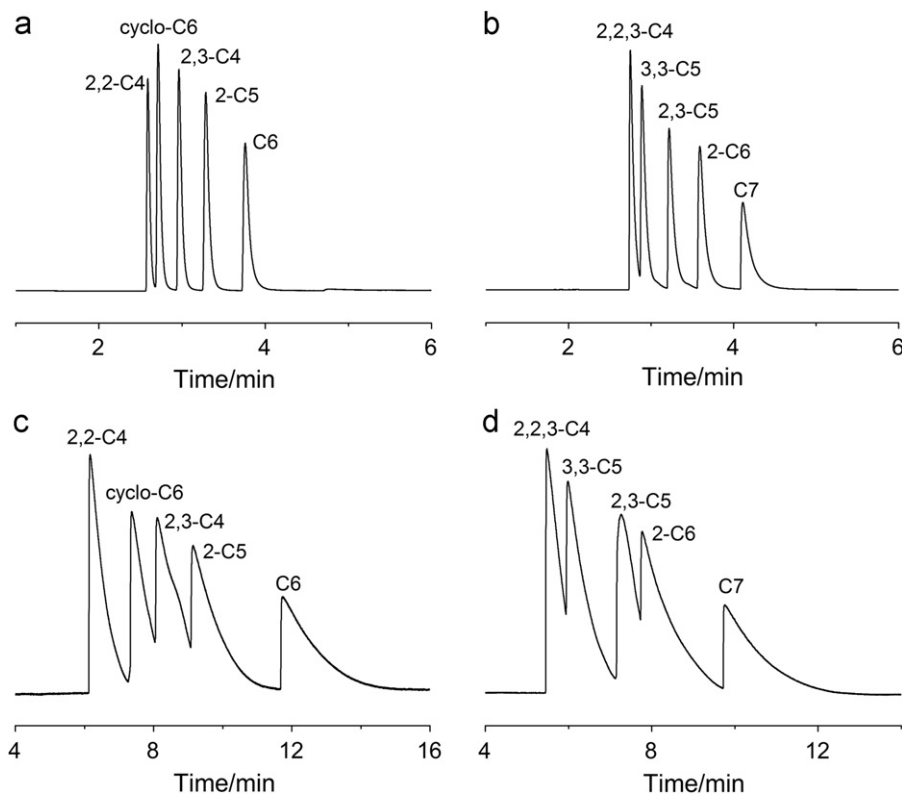 a
cyclo-C6
2,3-C4
2,2-C4
2-C5
C6
2
4
6
Time/min
b
2,2,3-C4
3,3-C5
2,3-C5
2-C6
C7
2
4
6
Time/min
c
2,2-C4
cyclo-C6
2,3-C4
2-C5
C6
4
8
12
16
Time/min
d
2,2,3-C4
3,3-C5
2,3-C5
2-C6
C7
4
8
12
Time/min